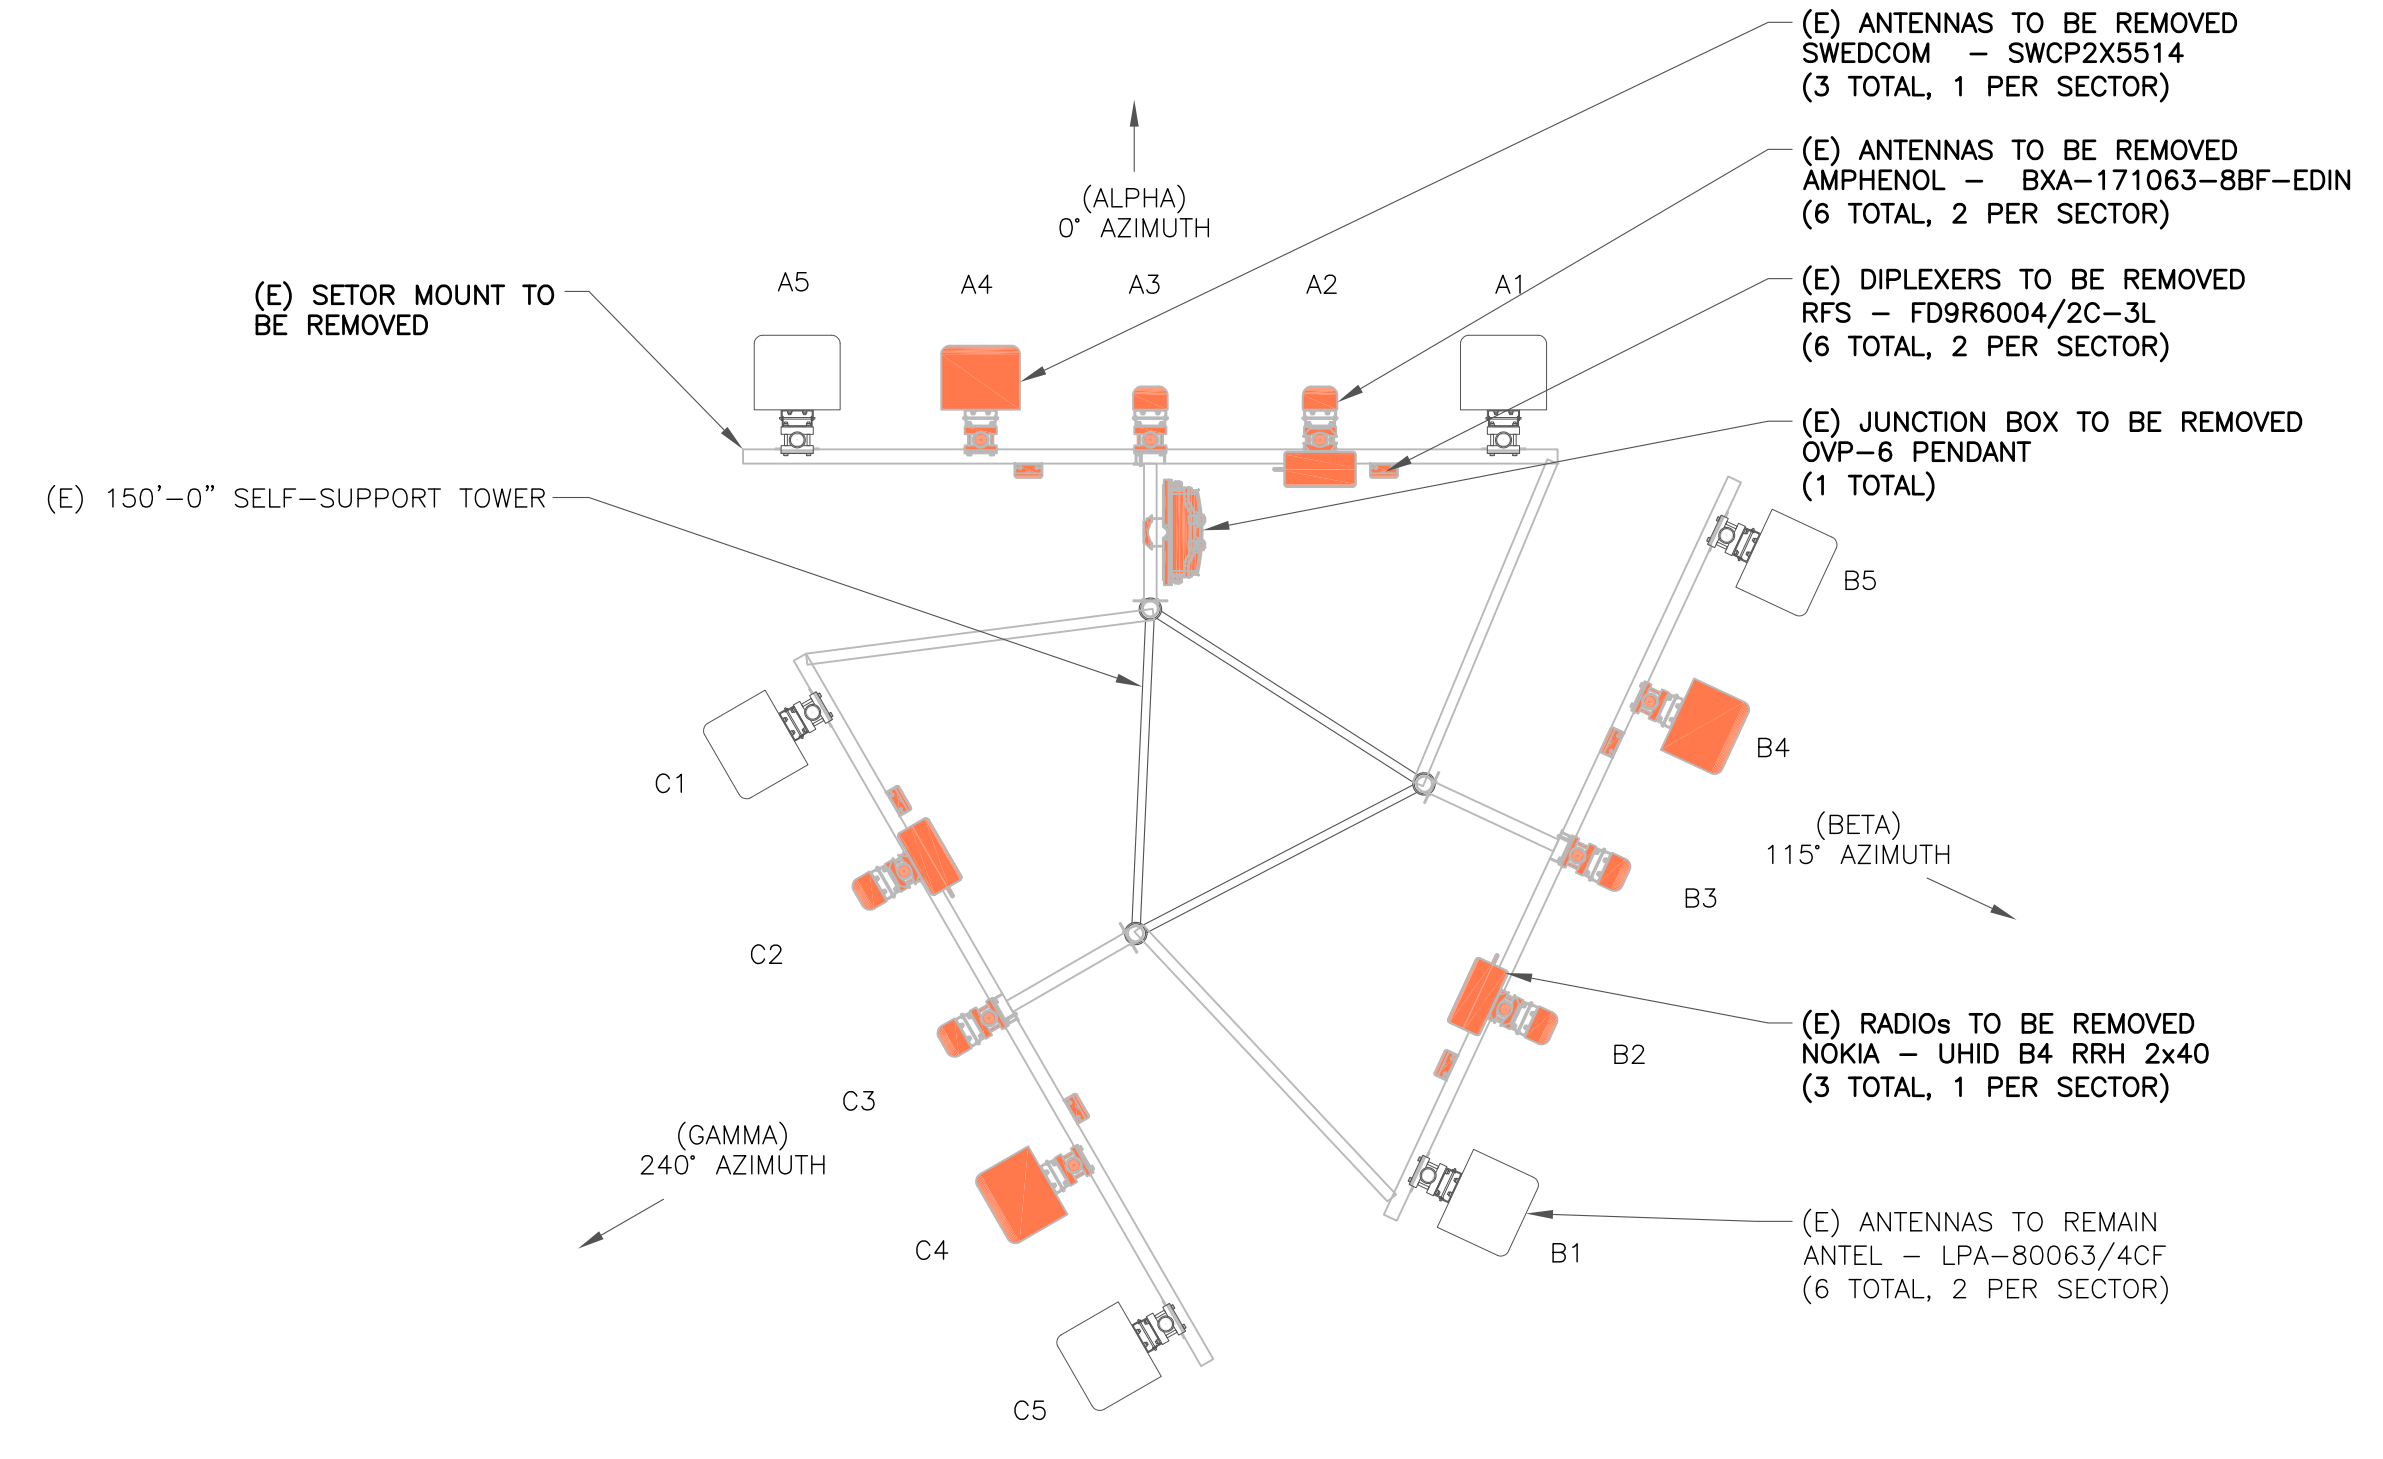 (E) ANTENNAS TO BE REMOVED
SWEDCOM – SWCP2X5514
(3 TOTAL, 1 PER SECTOR)
(E) ANTENNAS TO BE REMOVED
AMPHENOL – BXA–171063–8BF–EDIN
(6 TOTAL, 2 PER SECTOR)
(ALPHA)
0° AZIMUTH
(E) DIPLEXERS TO BE REMOVED
RFS – FD9R6004/2C–3L
(6 TOTAL, 2 PER SECTOR)
A5
A4
A3
A2
A1
(E) SETOR MOUNT TO
BE REMOVED
(E) JUNCTION BOX TO BE REMOVED
OVP–6 PENDANT
(1 TOTAL)
(E) 150'–0" SELF–SUPPORT TOWER
B5
B4
C1
(BETA)
115° AZIMUTH
B3
C2
(E) RADIOs TO BE REMOVED
NOKIA – UHID B4 RRH 2x40
(3 TOTAL, 1 PER SECTOR)
B2
C3
(GAMMA)
240° AZIMUTH
(E) ANTENNAS TO REMAIN
ANTEL – LPA–80063/4CF
(6 TOTAL, 2 PER SECTOR)
B1
C4
C5